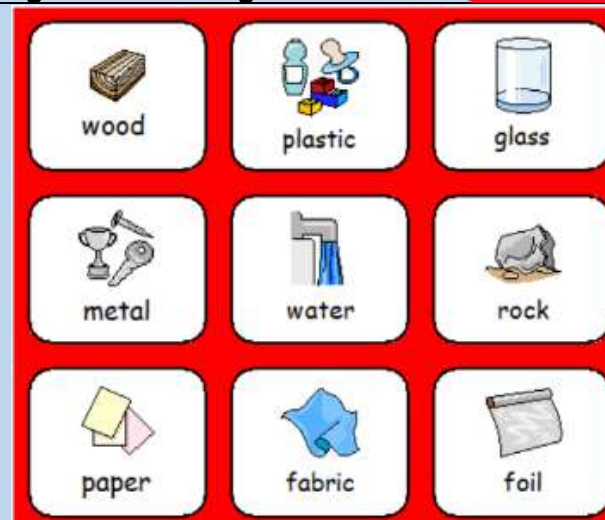 wood
plastic
glass
metal
water
rock
paper
fabric
foil